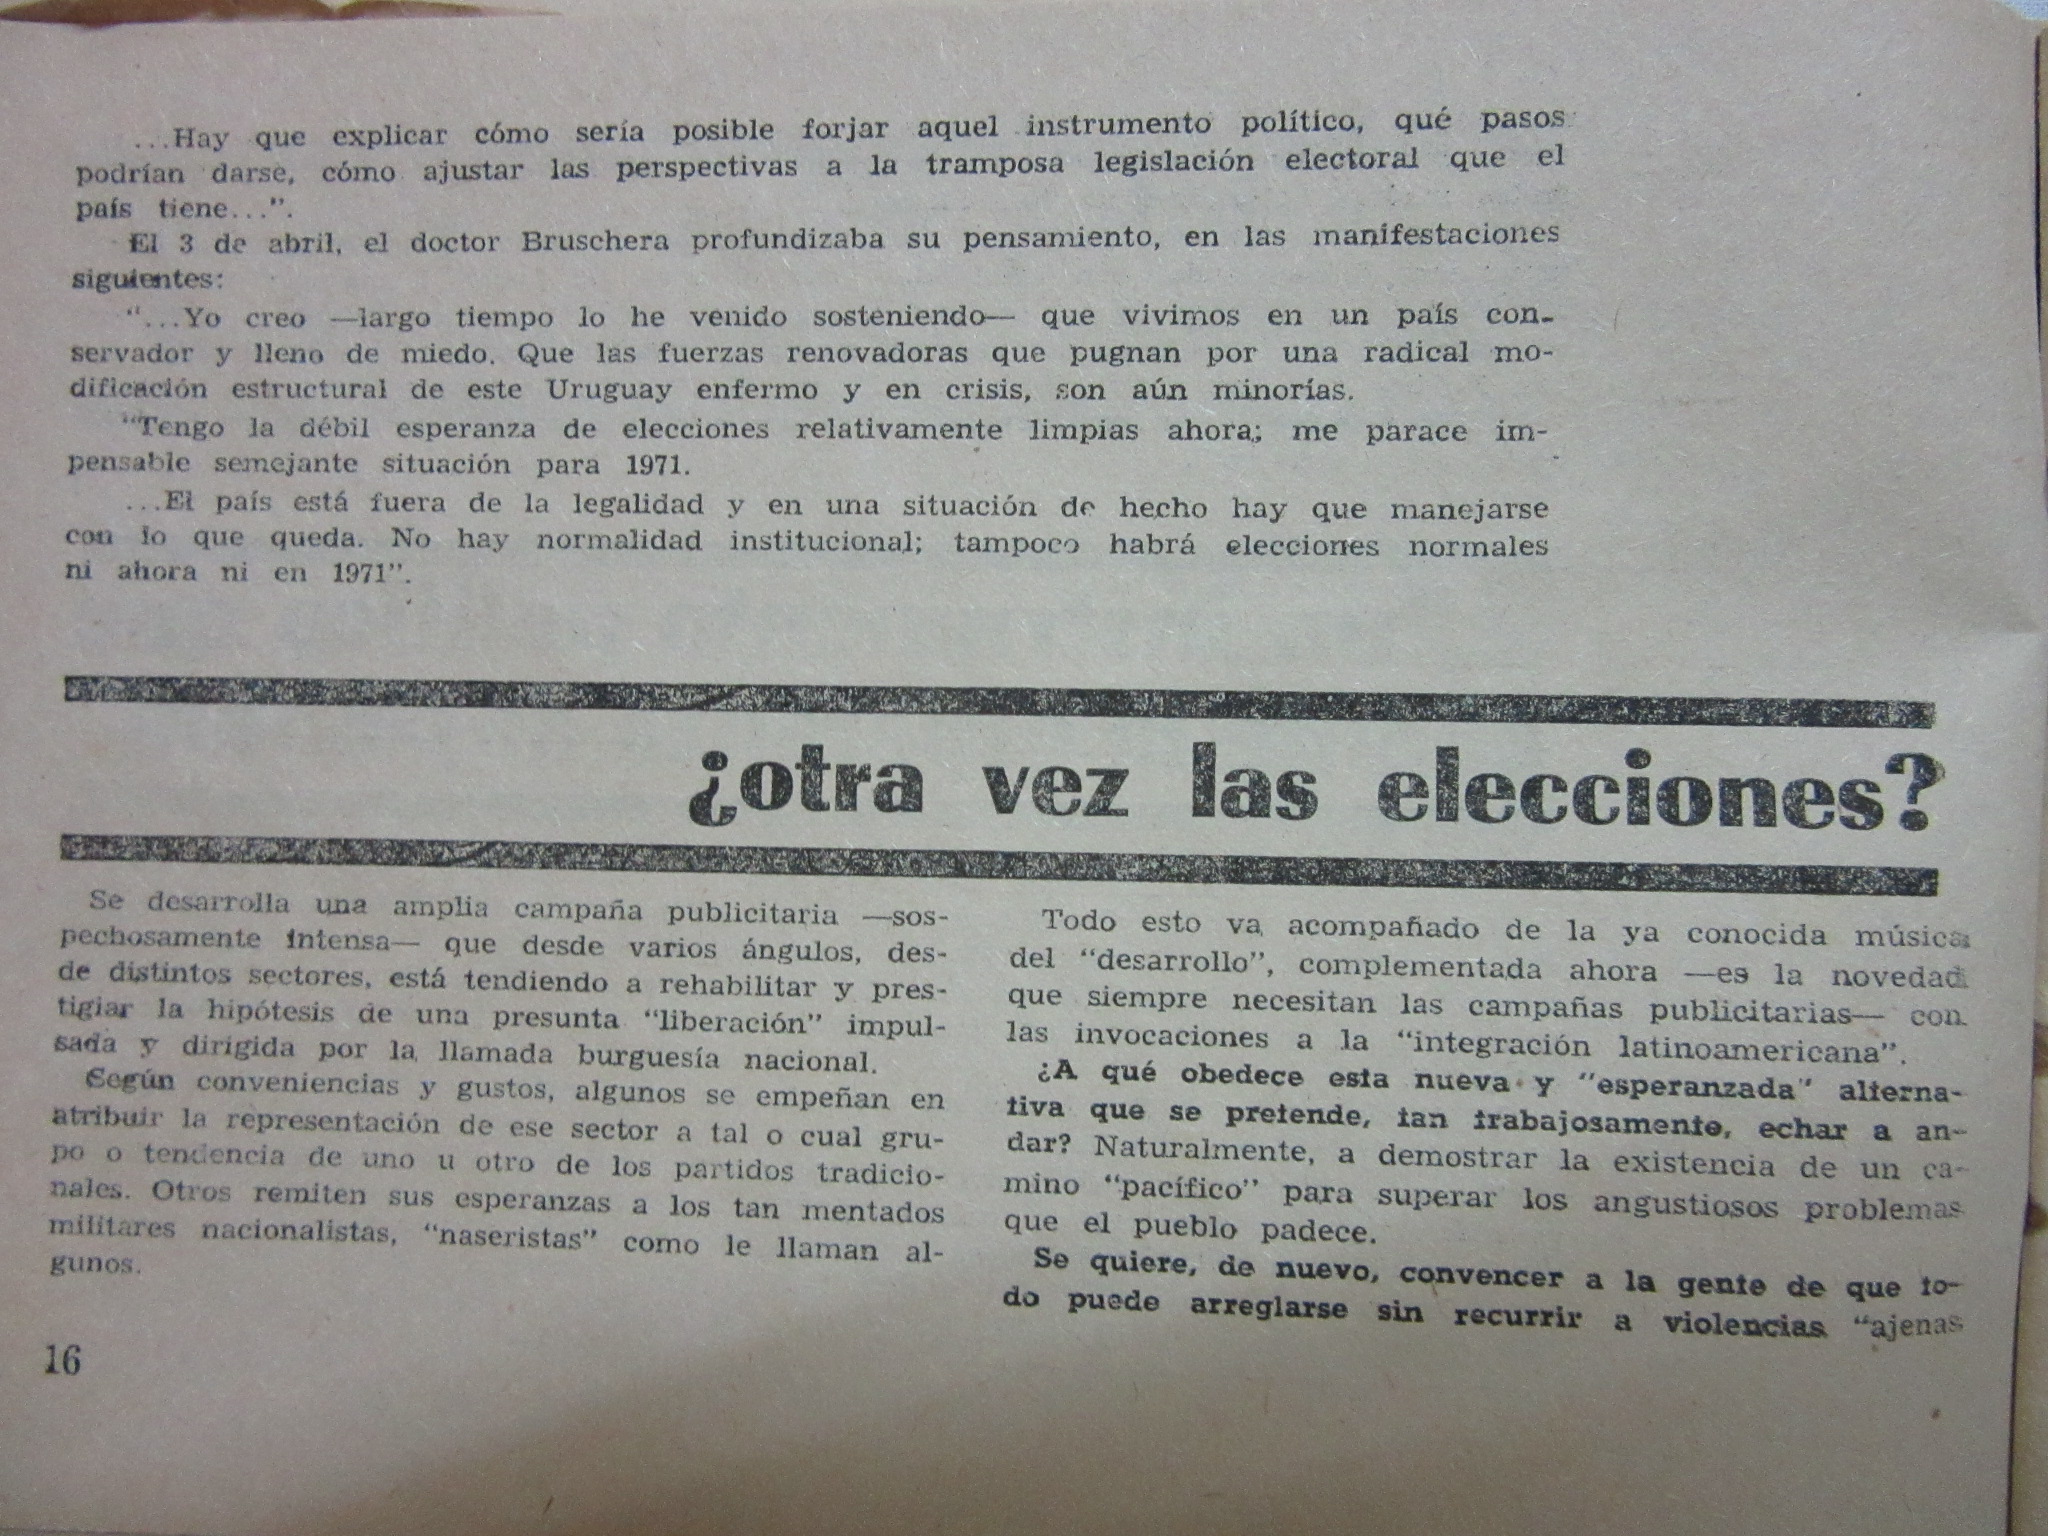 ...Hay que explicar cómo sería posible forjar aquel instrumento político, qué pasos
podrían darse, cómo ajustar las perspectivas a la tramposa legislación electoral que el
país tiene...".
El 3 de abril, el doctor Bruschera profundizaba su pensamiento, en las manifestaciones
siguientes:
"...Yo creo —largo tiempo lo he venido sosteniendo— que vivimos en un país con-
servador y lleno de miedo. Que las fuerzas renovadoras que pugnan por una radical mo-
dificación estructural de este Uruguay enfermo y en crisis, son aún minorías.
"Tengo la débil esperanza de elecciones relativamente limpias ahora; me parace im-
pensable semejante situación para 1971.
...El país está fuera de la legalidad y en una situación de hecho hay que manejarse
con lo que queda. No hay normalidad institucional; tampoco habrá elecciones normales
ni ahora ni en 1971".
¿otra vez las elecciones?
Se desarrolla una amplia campaña publicitaria —sos-
pechosamente intensa— que desde varios ángulos, des-
de distintos sectores, está tendiendo a rehabilitar y pres-
tigiar la hipótesis de una presunta "liberación" impul-
sada y dirigida por la llamada burguesía nacional.
Según conveniencias y gustos, algunos se empeñan en
atribuir la representación de ese sector a tal o cual gru-
po o tendencia de uno u otro de los partidos tradicio-
nales. Otros remiten sus esperanzas a los tan mentados
militares nacionalistas, "naseristas" como le llaman al-
gunos.
16
Todo esto va acompañado de la ya conocida música
del "desarrollo", complementada ahora —es la novedad
que siempre necesitan las campañas publicitarias— con
las invocaciones a la "integración latinoamericana".
¿A qué obedece esta nueva y "esperanzada" alterna-
tiva que se pretende, tan trabajosamente, echar a an-
dar? Naturalmente, a demostrar la existencia de un ca-
mino "pacífico" para superar los angustiosos problemas
que el pueblo padece.
Se quiere, de nuevo, convencer a la gente de que to-
do puede arreglarse sin recurrir a violencias "ajenas